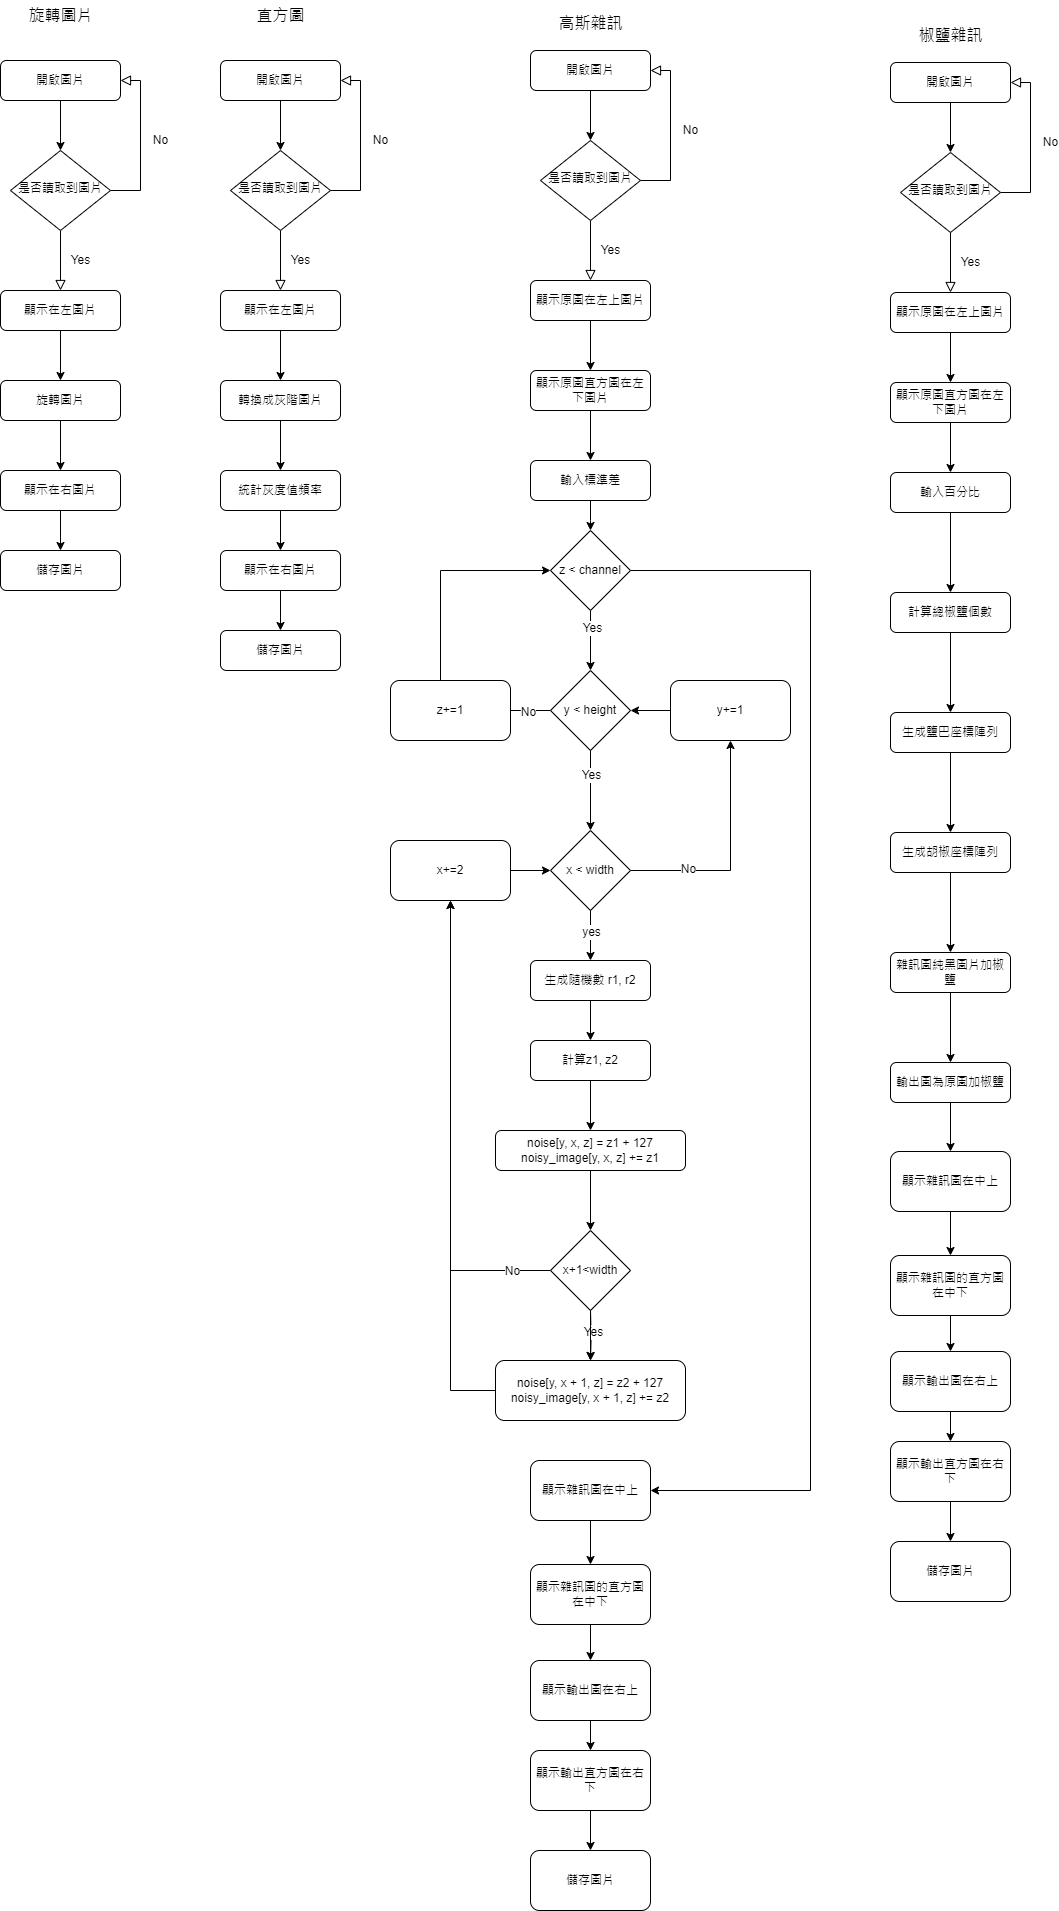 旋轉圖片
開啟圖片
No
是否讀取到圖片
Yes
顯示在左圖片
旋轉圖片
顯示在右圖片
儲存圖片
直方圖
開啟圖片
No
是否讀取到圖片
Yes
顯示在左圖片
轉換成灰階圖片
統計灰度值頻率
顯示在右圖片
儲存圖片
高斯雜訊
開啟圖片
No
是否讀取到圖片
Yes
顯示原圖在左上圖片
顯示原圖直方圖在左
下圖片
輸入標準差
z < channel
Yes
z+=1
No
y < height
y+=1
Yes
x+=2
x < width
No
yes
生成隨機數 r1, r2
計算z1, z2
noise[y, x, z] = z1 + 127
noisy_image[y, x, z] += z1
No
x+1<width
Yes
noise[y, x + 1, z] = z2 + 127
noisy_image[y, x + 1, z] += z2
顯示雜訊圖在中上
顯示雜訊圖的直方圖
在中下
顯示輸出圖在右上
顯示輸出直方圖在右
下
儲存圖片
椒鹽雜訊
開啟圖片
No
是否讀取到圖片
Yes
顯示原圖在左上圖片
顯示原圖直方圖在左
下圖片
輸入百分比
計算總椒鹽個數
生成鹽巴座標陣列
生成胡椒座標陣列
雜訊圖純黑圖片加椒
鹽
輸出圖為原圖加椒鹽
顯示雜訊圖在中上
顯示雜訊圖的直方圖
在中下
顯示輸出圖在右上
顯示輸出直方圖在右
下
儲存圖片